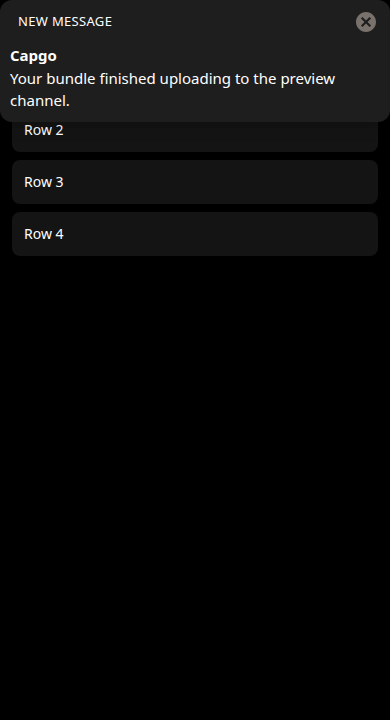 NEW MESSAGE
Capgo
Your bundle finished uploading to the preview
channel.
Row 2
Row 3
Row 4